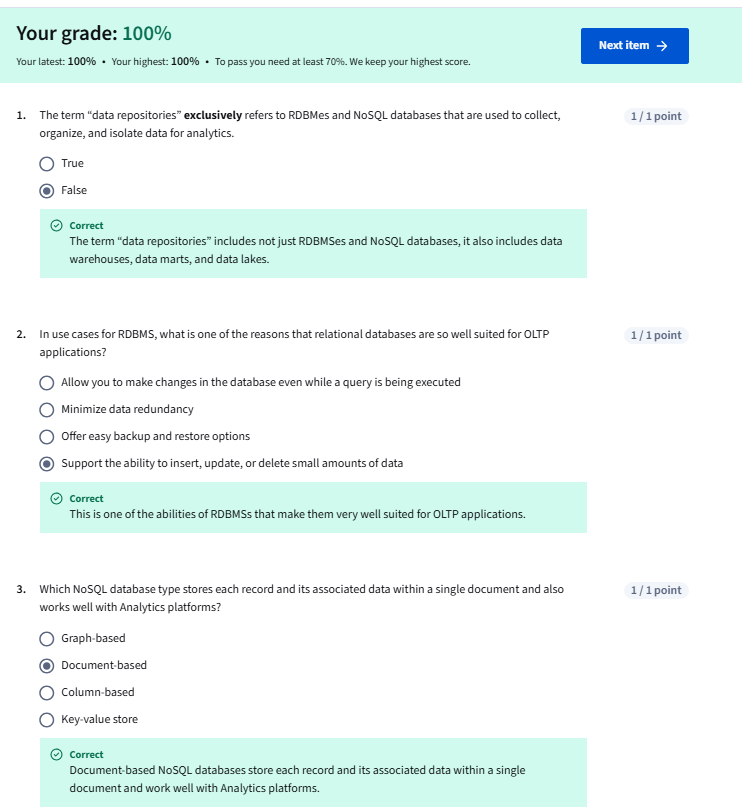 Your grade: 100%
Next item →
Your latest: 100% • Your highest: 100% • To pass you need at least 70%. We keep your highest score.
1. The term “data repositories” exclusively refers to RDBMes and NoSQL databases that are used to collect,
organize, and isolate data for analytics.
1 / 1 point
True
False
Correct
The term “data repositories” includes not just RDBMSes and NoSQL databases, it also includes data
warehouses, data marts, and data lakes.
2. In use cases for RDBMS, what is one of the reasons that relational databases are so well suited for OLTP
applications?
1 / 1 point
Allow you to make changes in the database even while a query is being executed
Minimize data redundancy
Offer easy backup and restore options
Support the ability to insert, update, or delete small amounts of data
Correct
This is one of the abilities of RDBMSs that make them very well suited for OLTP applications.
3. Which NoSQL database type stores each record and its associated data within a single document and also
works well with Analytics platforms?
1 / 1 point
Graph-based
Document-based
Column-based
Key-value store
Correct
Document-based NoSQL databases store each record and its associated data within a single
document and work well with Analytics platforms.